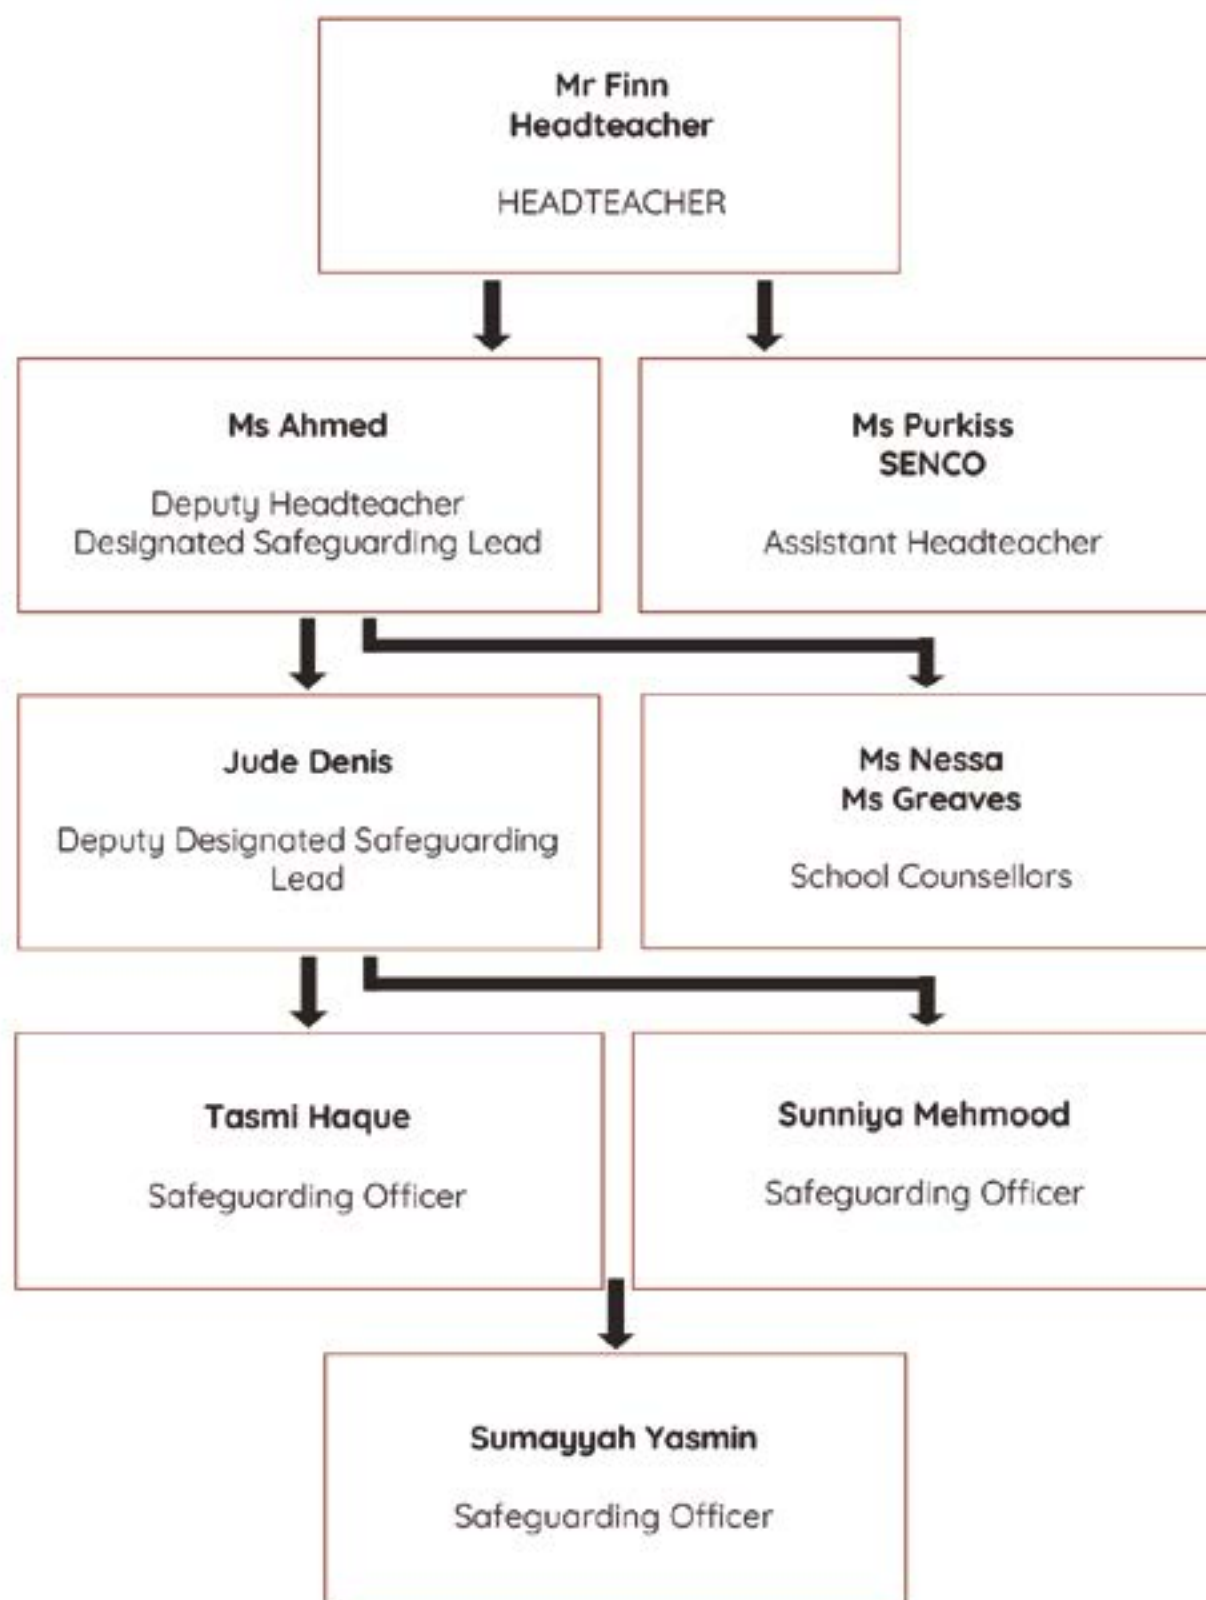 Mr Finn
Headteacher
HEADTEACHER
Ms Ahmed
Deputy Headteacher
Designated Safeguarding Lead
Ms Purkiss
SENCO
Assistant Headteacher
Jude Denis
Deputy Designated Safeguarding
Lead
Ms Nessa
Ms Greaves
School Counsellors
Tasmi Haque
Safeguarding Officer
Sunniya Mehmood
Safeguarding Officer
Sumayyah Yasmin
Safeguarding Officer